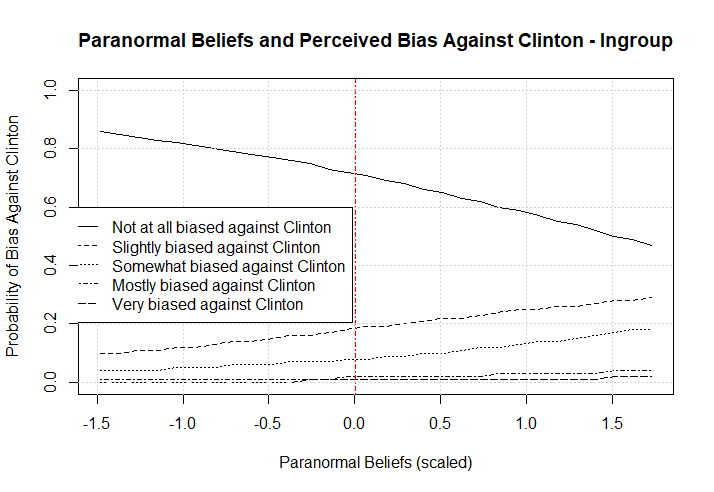 Paranormal Beliefs and Perceived Bias Against Clinton - Ingroup
Probability of Bias Against Clinton
1.0
0.8
0.6
0.4
0.2
0.0
Not at all biased against Clinton
Slightly biased against Clinton
Somewhat biased against Clinton
Mostly biased against Clinton
Very biased against Clinton
-1.5 -1.0 -0.5 0.0 0.5 1.0 1.5
Paranormal Beliefs (scaled)